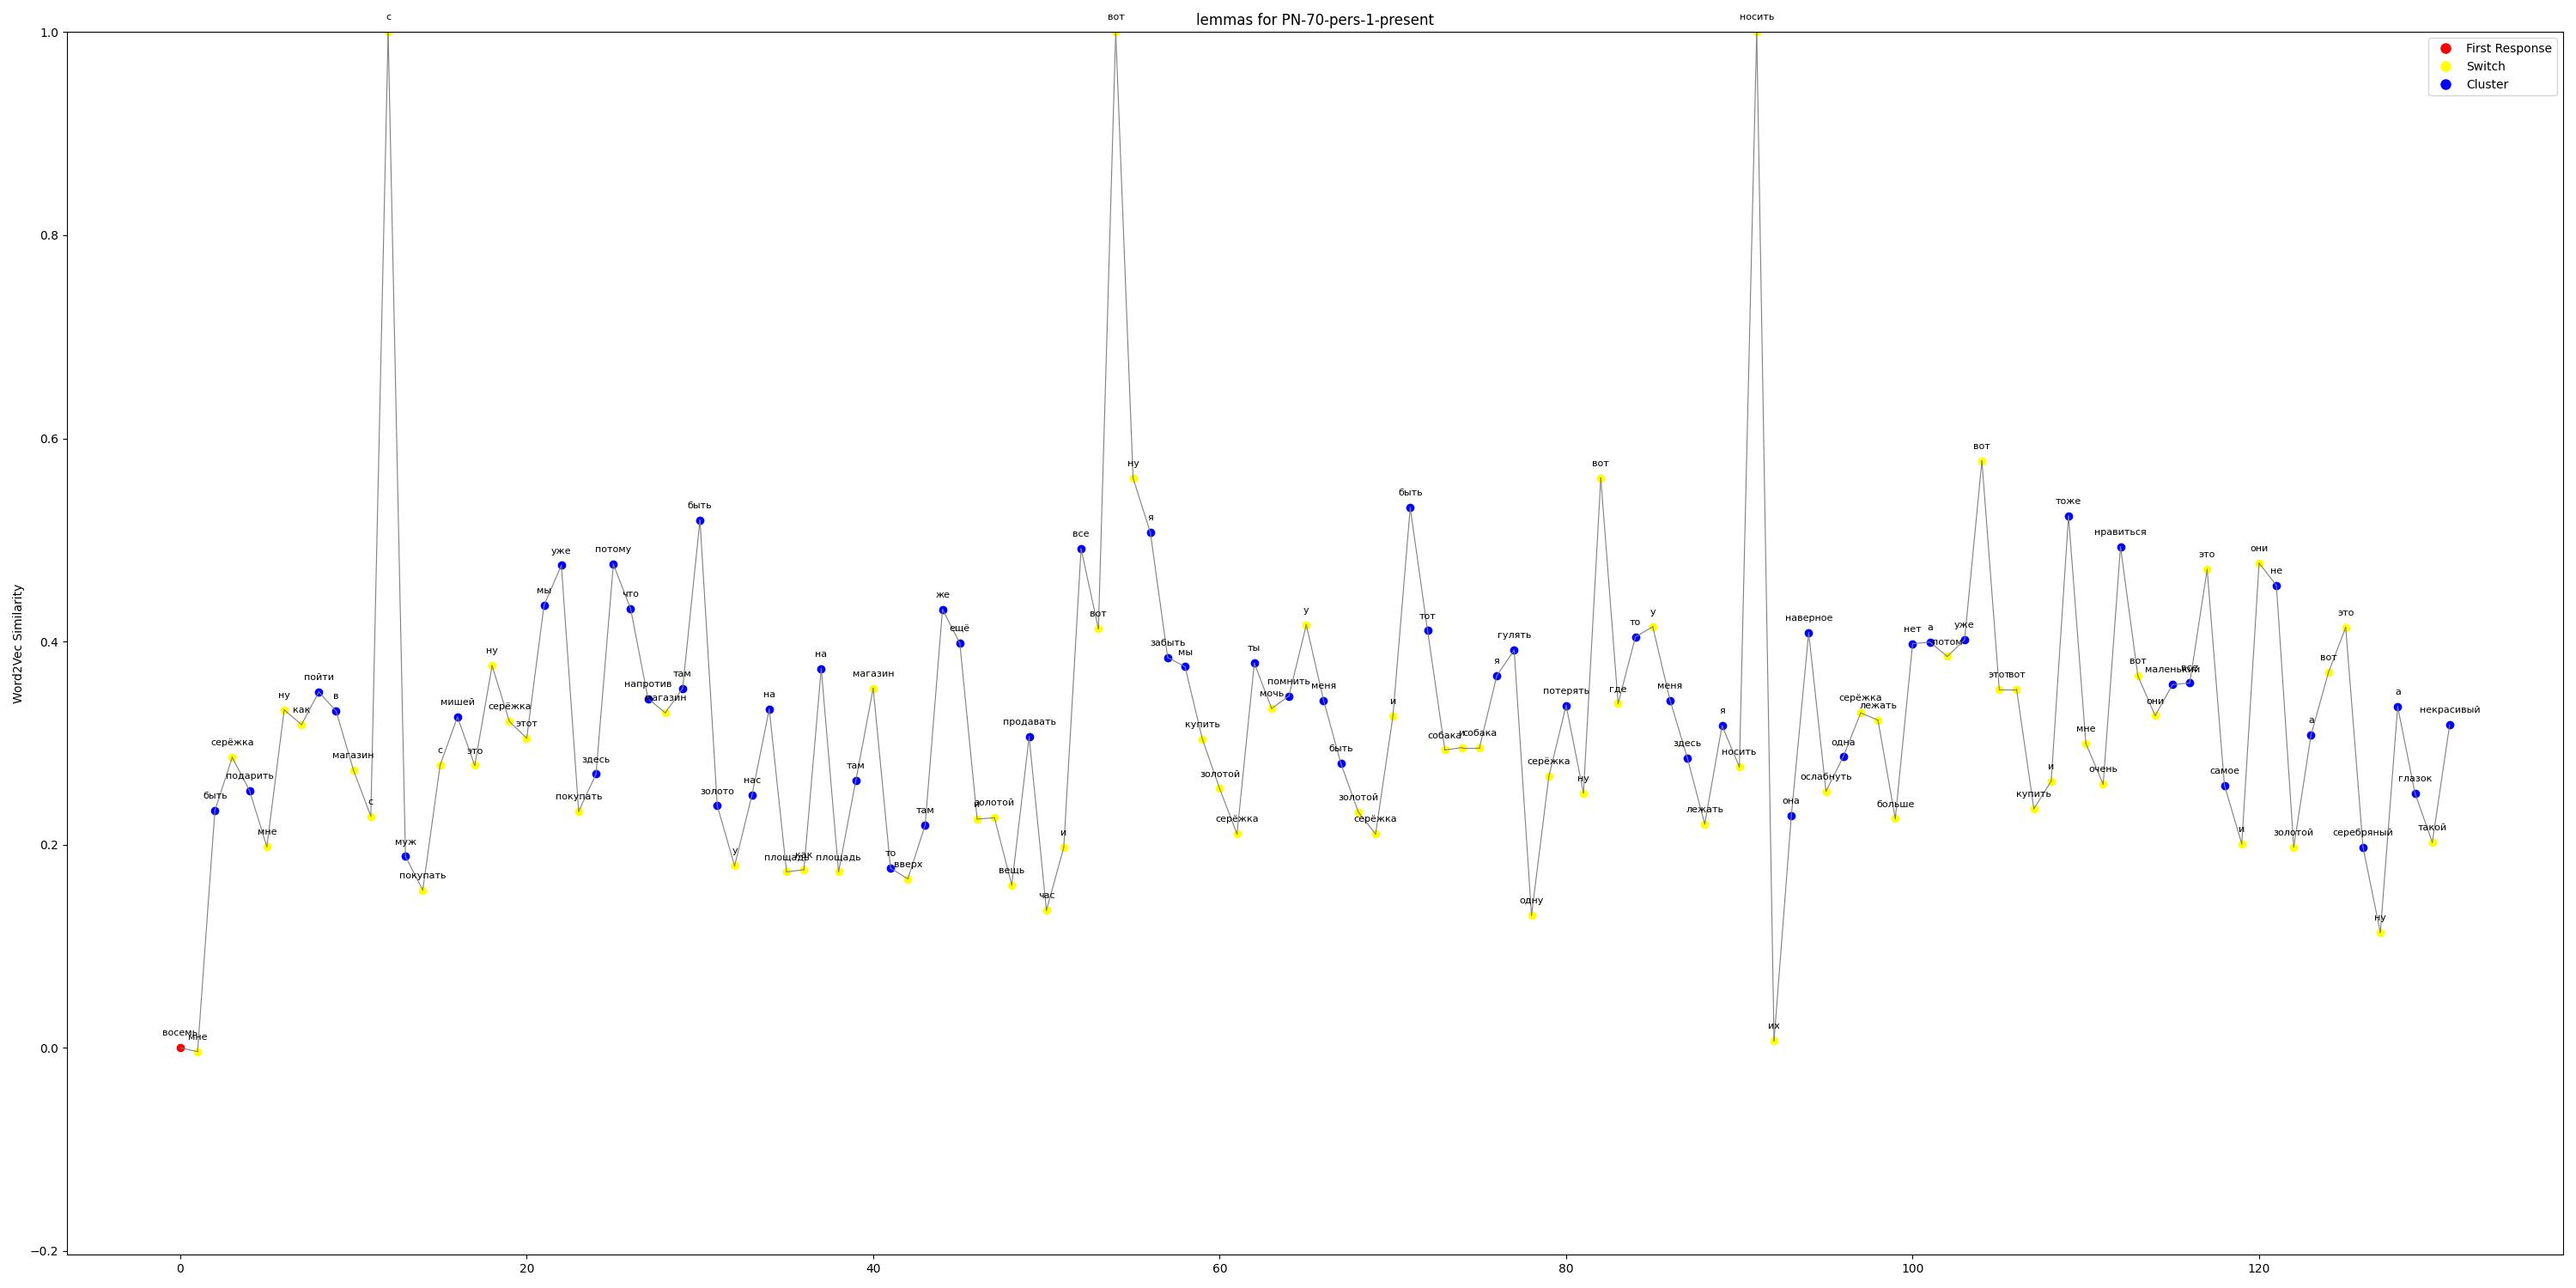 lemmas for PN-70-pers-1-present
First Response
Switch
Cluster
Word2Vec Similarity
1.0
0.8
0.6
0.4
0.2
0.0
−0.2
0
20
40
60
80
100
120
восемь
мне
быть
серёжка
подарить
мне
ну
как
пойти
в
магазин
с
с
муж
покупать
с
мишей
это
ну
серёжка
этот
мы
уже
покупать
здесь
потому
что
напротив
магазин
там
быть
золото
у
нас
на
площадь
как
на
площадь
там
магазин
то
вверх
там
же
ещё
и
золотой
вещь
продавать
час
и
все
вот
вот
ну
я
забыть
мы
купить
золотой
серёжка
ты
мочь
помнить
у
меня
быть
золотой
серёжка
и
быть
тот
собака
и
собака
я
гулять
одну
серёжка
потерять
ну
вот
где
то
у
меня
здесь
лежать
я
носить
носить
их
она
наверное
ослабнуть
одна
серёжка
лежать
больше
нет
а
потом
уже
вот
этот
вот
купить
и
тоже
мне
очень
нравиться
вот
они
маленький
все
это
самое
и
они
не
золотой
а
вот
это
серебряный
ну
а
глазок
такой
некрасивый